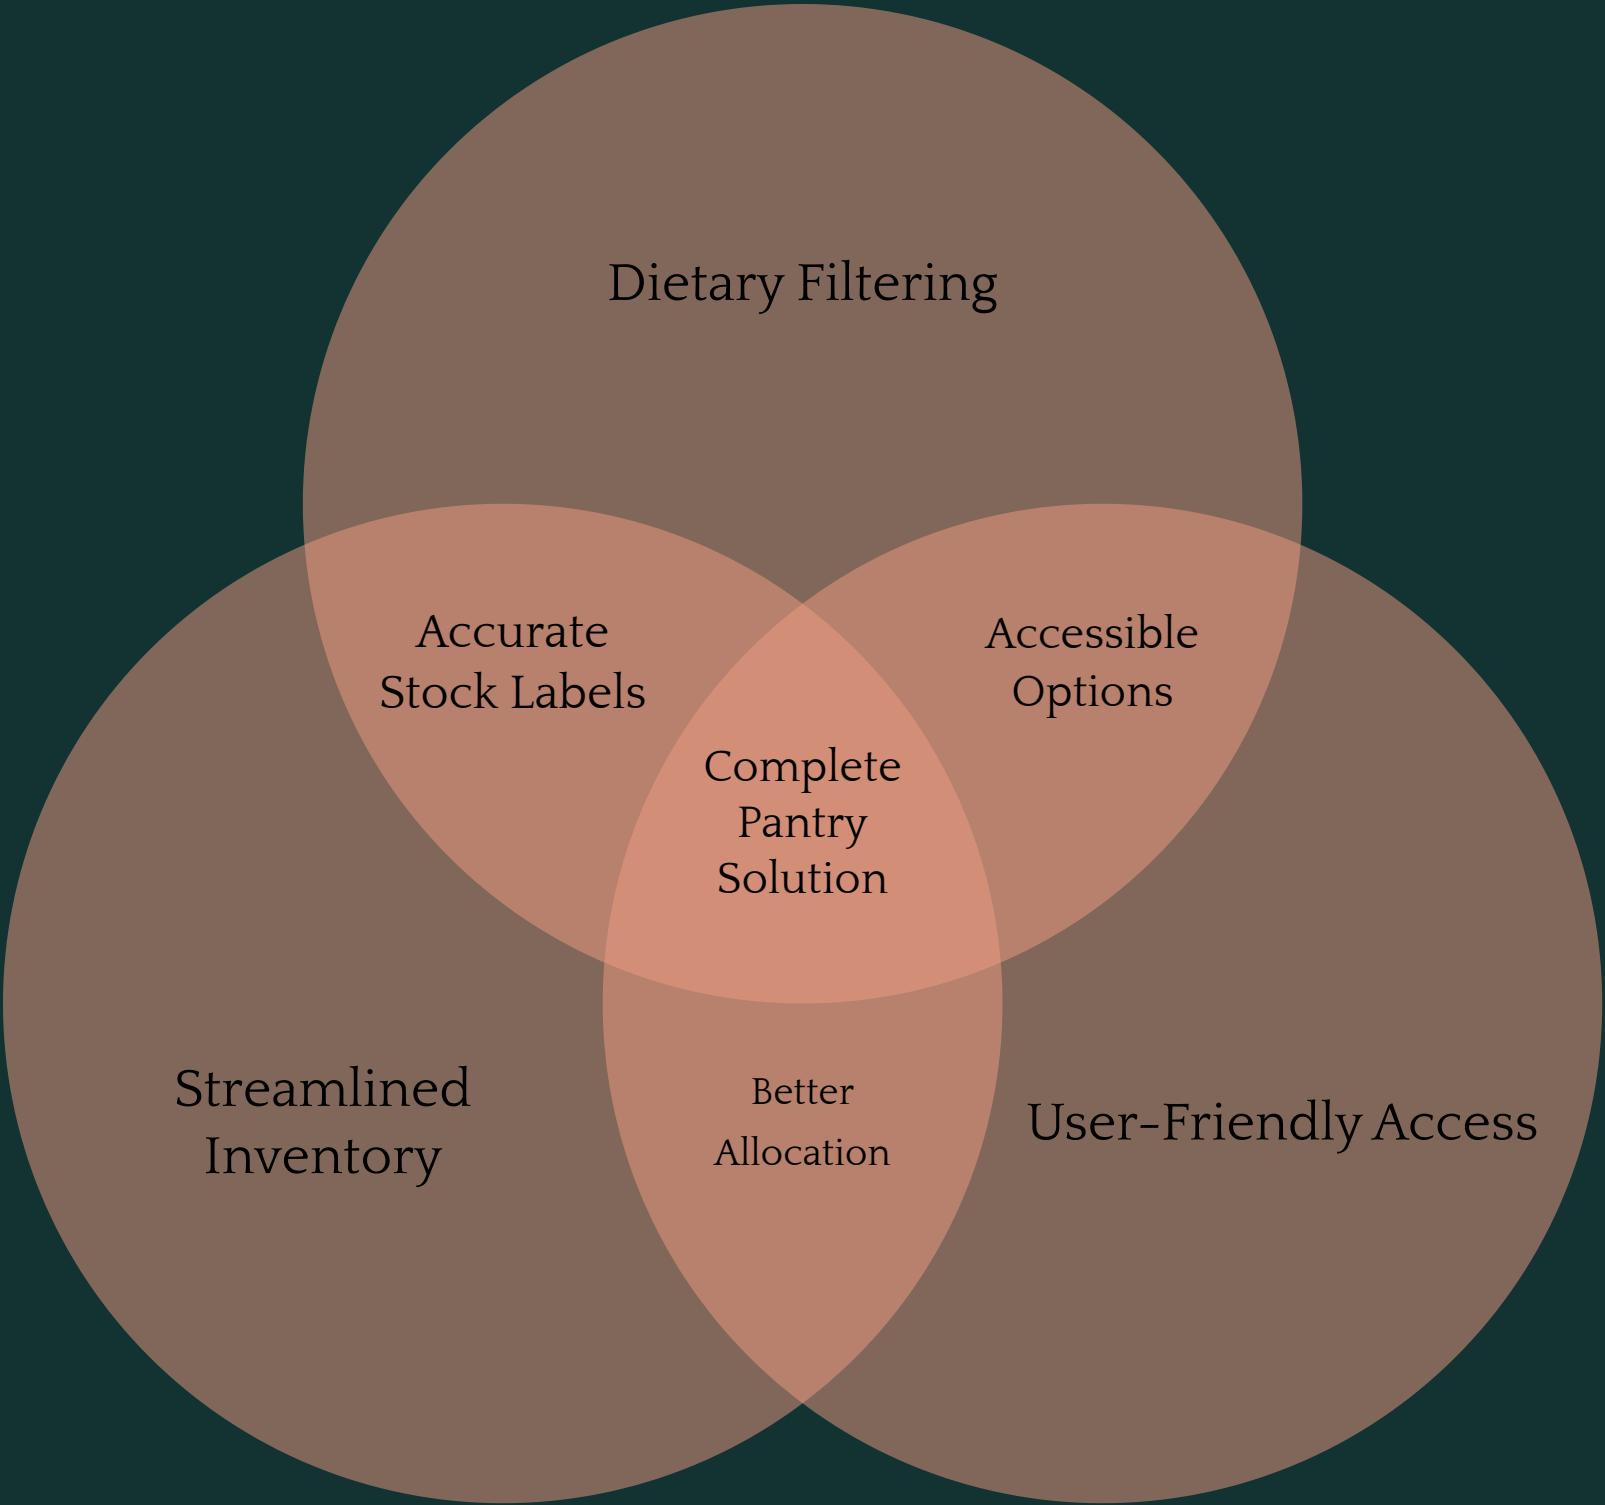 Dietary Filtering
Accurate
Stock Labels
Accessible
Options
Complete
Pantry
Solution
Streamlined
Inventory
Better
Allocation
User-Friendly Access